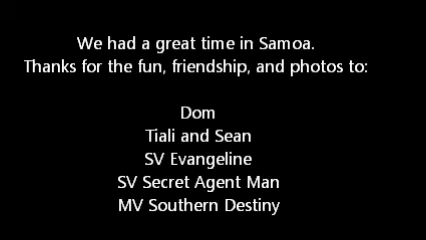 We had a great time in Samoa.
Thanks for the fun, friendship, and photos to:
Dom
Tiali and Sean
SV Evangeline
SV Secret Agent Man
MV Southern Destiny